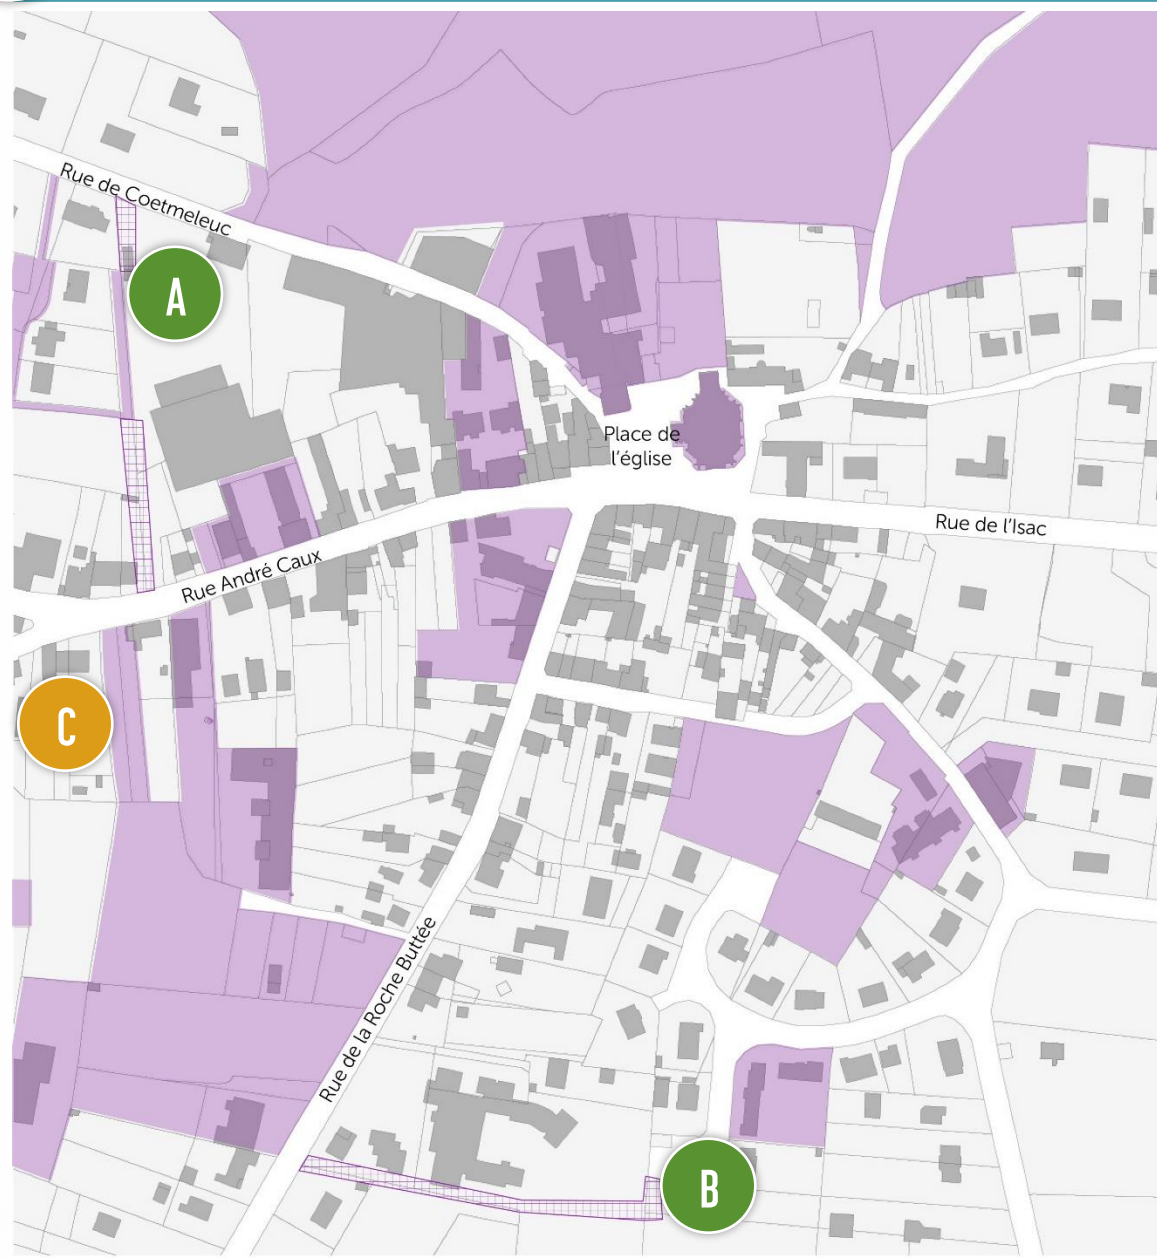 Rue de Coetmeleuc
A
Place de
l'église
Rue de l'Isac
Rue André Caux
C
Rue de la Roche Buttée
B